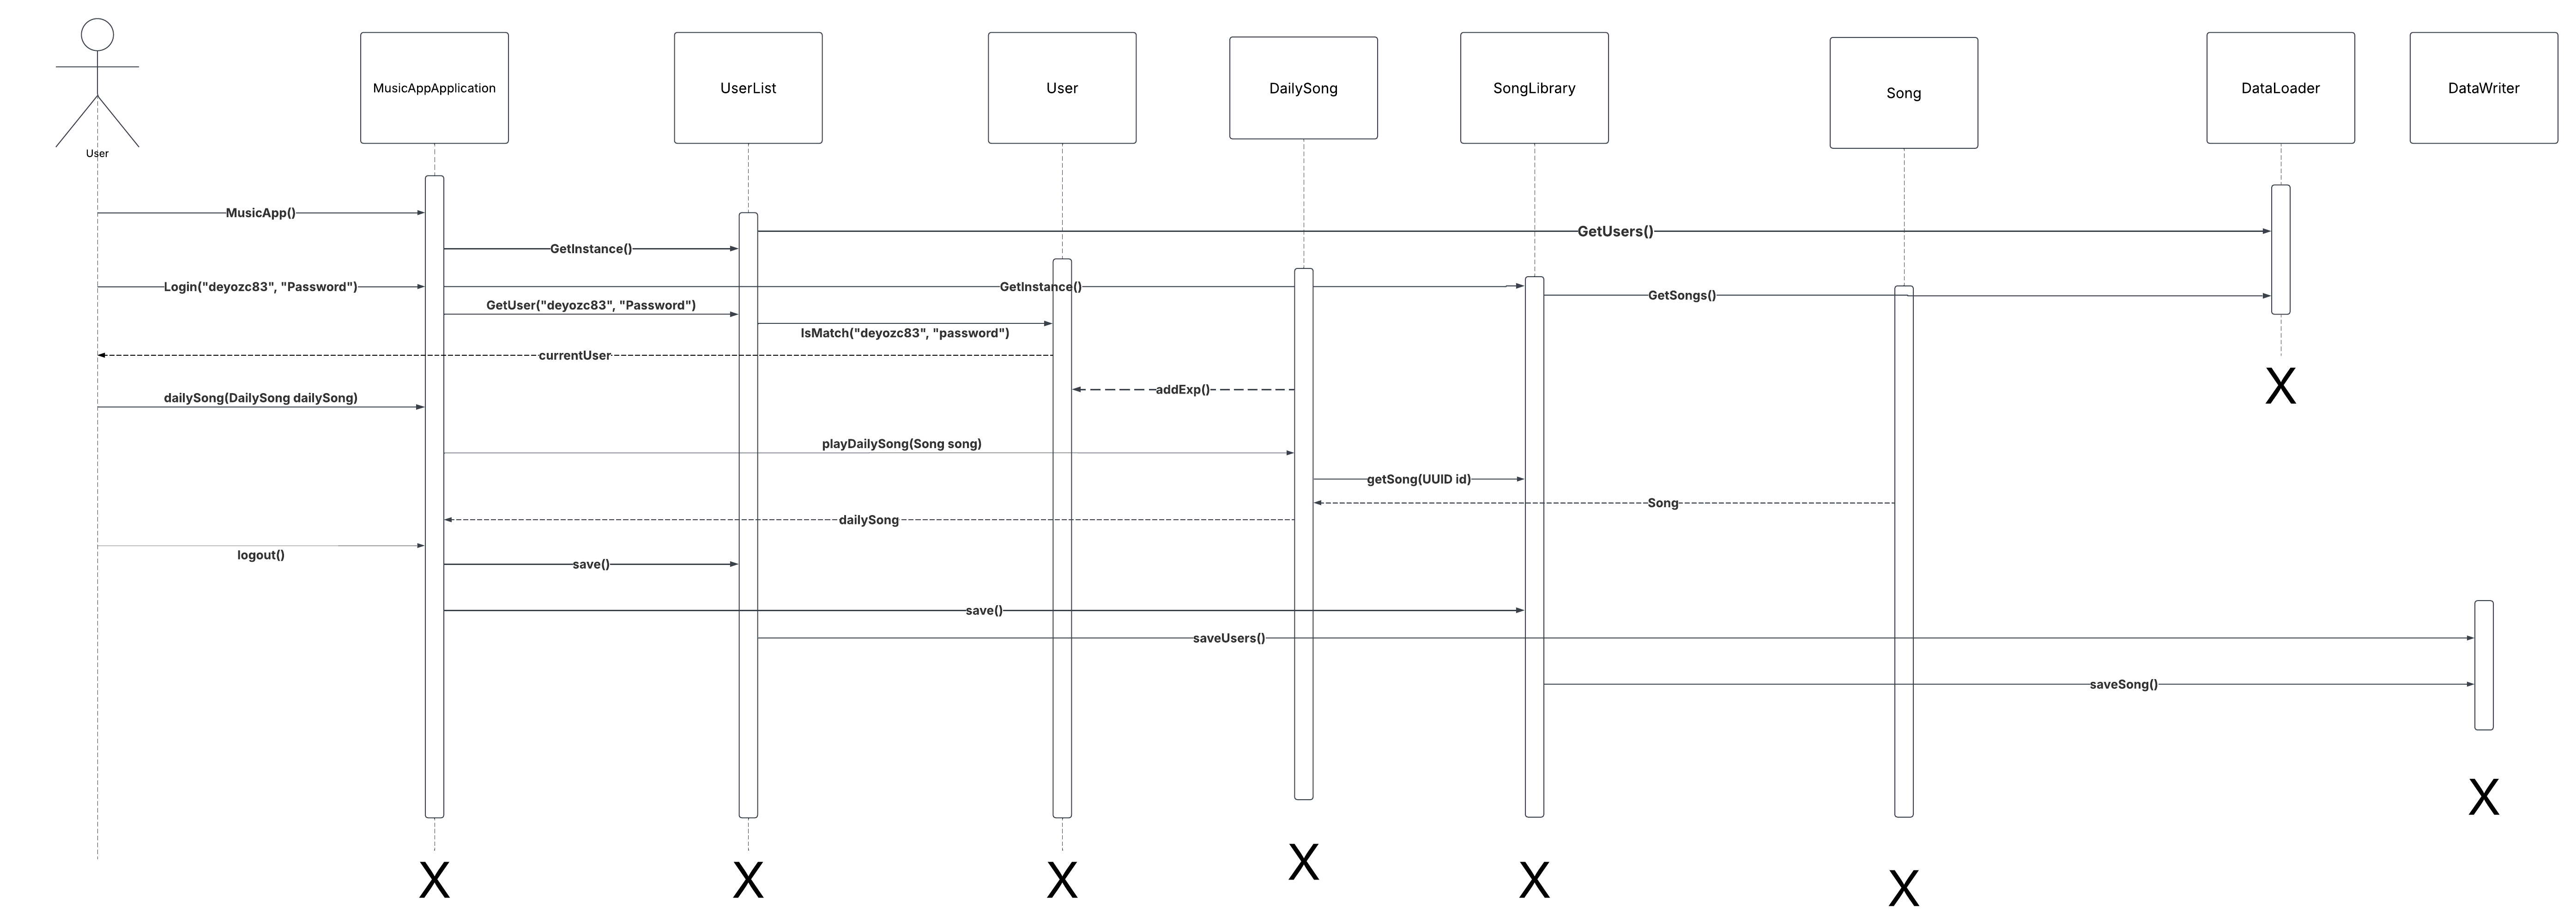 MusicAppApplication
UserList
User
DailySong
SongLibrary
Song
DataLoader
DataWriter
User
MusicApp()
GetUsers()
GetInstance()
Login("deyozc83", "Password")
GetInstance()
GetSongs()
GetUser("deyozc83", "Password")
IsMatch("deyozc83", "password")
currentUser
addExp()
dailySong(DailySong dailySong)
playDailySong(Song song)
getSong(UUID id)
Song
dailySong
logout()
save()
save()
saveUsers()
saveSong()
X
X
X
X
X
X
X
X